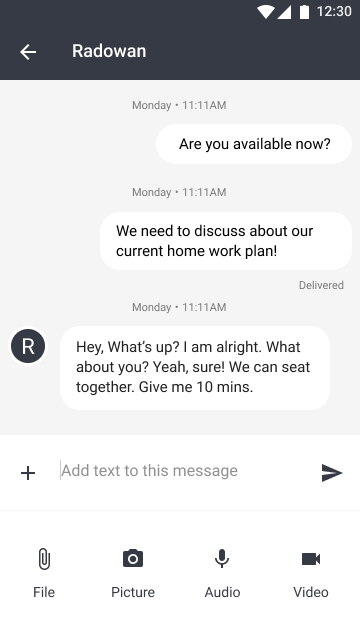 12:30
Radowan
Monday • 11:11AM
Are you available now?
Monday • 11:11AM
We need to discuss about our
current home work plan!
Delivered
Monday • 11:11AM
R
Hey, What's up? I am alright. What
about you? Yeah, sure! We can seat
together. Give me 10 mins.
Add text to this message
File Picture Audio Video